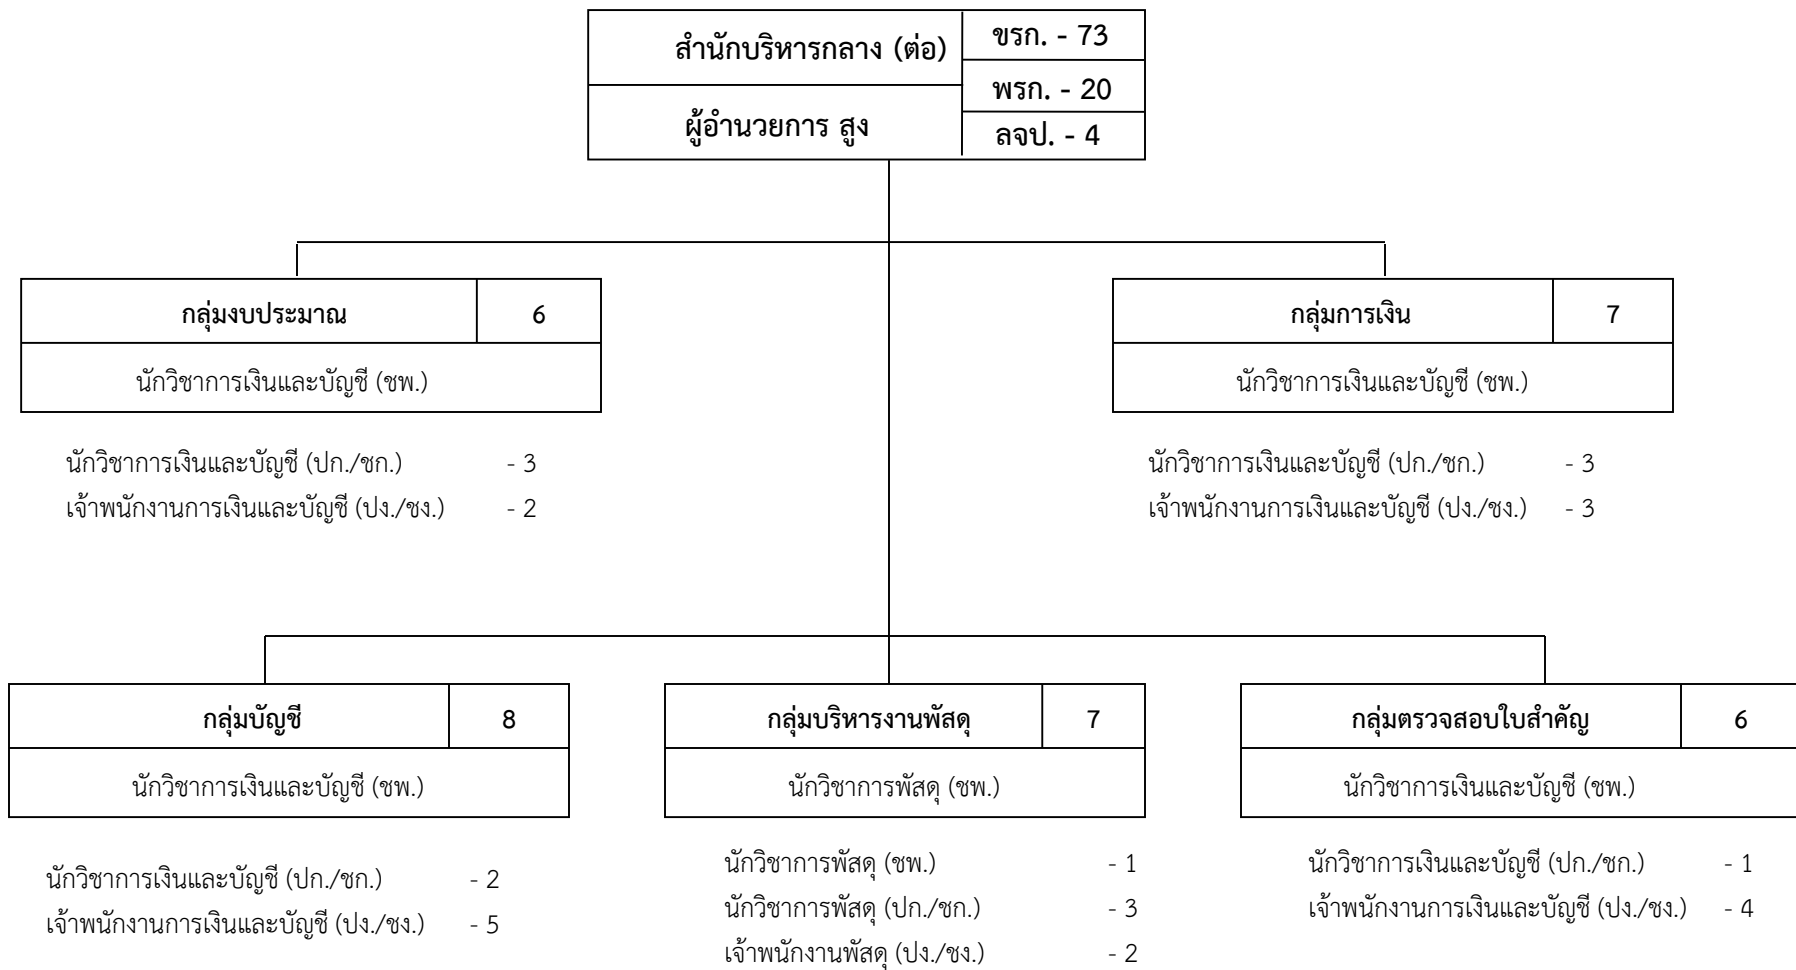 สำนักบริหารกลาง (ต่อ)
ขรก. - 73
พรก. - 20
ผู้อำนวยการ สูง
ลจป. - 4
กลุ่มงบประมาณ 6
นักวิชาการเงินและบัญชี (ชพ.)
นักวิชาการเงินและบัญชี (ปก./ชก.) - 3
เจ้าพนักงานการเงินและบัญชี (ปง./ชง.) - 2
กลุ่มการเงิน 7
นักวิชาการเงินและบัญชี (ชพ.)
นักวิชาการเงินและบัญชี (ปก./ชก.) - 3
เจ้าพนักงานการเงินและบัญชี (ปง./ชง.) - 3
กลุ่มบัญชี 8
นักวิชาการเงินและบัญชี (ชพ.)
นักวิชาการเงินและบัญชี (ปก./ชก.) - 2
เจ้าพนักงานการเงินและบัญชี (ปง./ชง.) - 5
กลุ่มบริหารงานพัสดุ 7
นักวิชาการพัสดุ (ชพ.)
นักวิชาการพัสดุ (ชพ.) - 1
นักวิชาการพัสดุ (ปก./ชก.) - 3
เจ้าพนักงานพัสดุ (ปง./ชง.) - 2
กลุ่มตรวจสอบใบสำคัญ 6
นักวิชาการเงินและบัญชี (ชพ.)
นักวิชาการเงินและบัญชี (ปก./ชก.) - 1
เจ้าพนักงานการเงินและบัญชี (ปง./ชง.) - 4